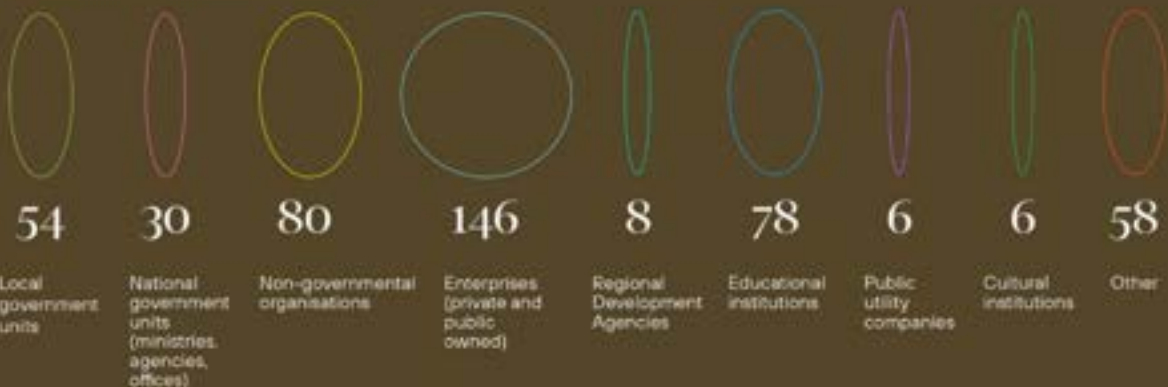 54
Local
government
units
30
National
government
units
(ministries,
agencies,
offices)
80
Non-governmental
organisations
146
Enterprises
(private and
public
owned)
8
Regional
Development
Agencies
78
Educational
institutions
6
Public
utility
companies
6
Cultural
institutions
58
Other